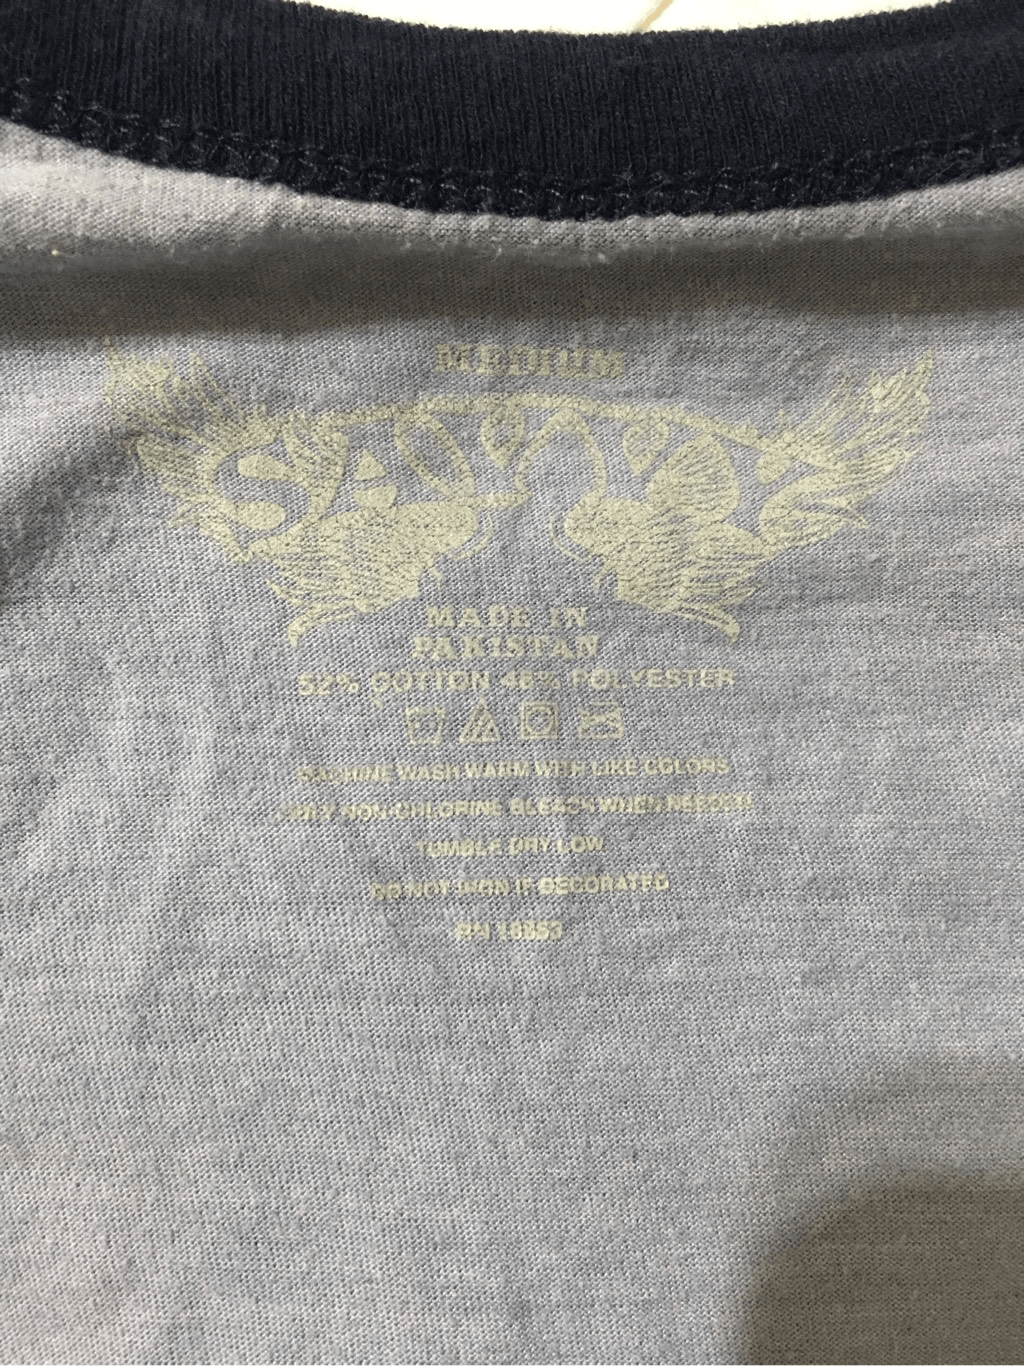 MEDIUM
MADE IN
PAKISTAN
52% COTTON 48% POLYESTER
MACHINE WASH WARM WITH LIKE COLORS
ONLY NON-CHLORINE BLEACH WHEN NEEDED
TUMBLE DRY LOW
DO NOT IRON IF DECORATED
RN